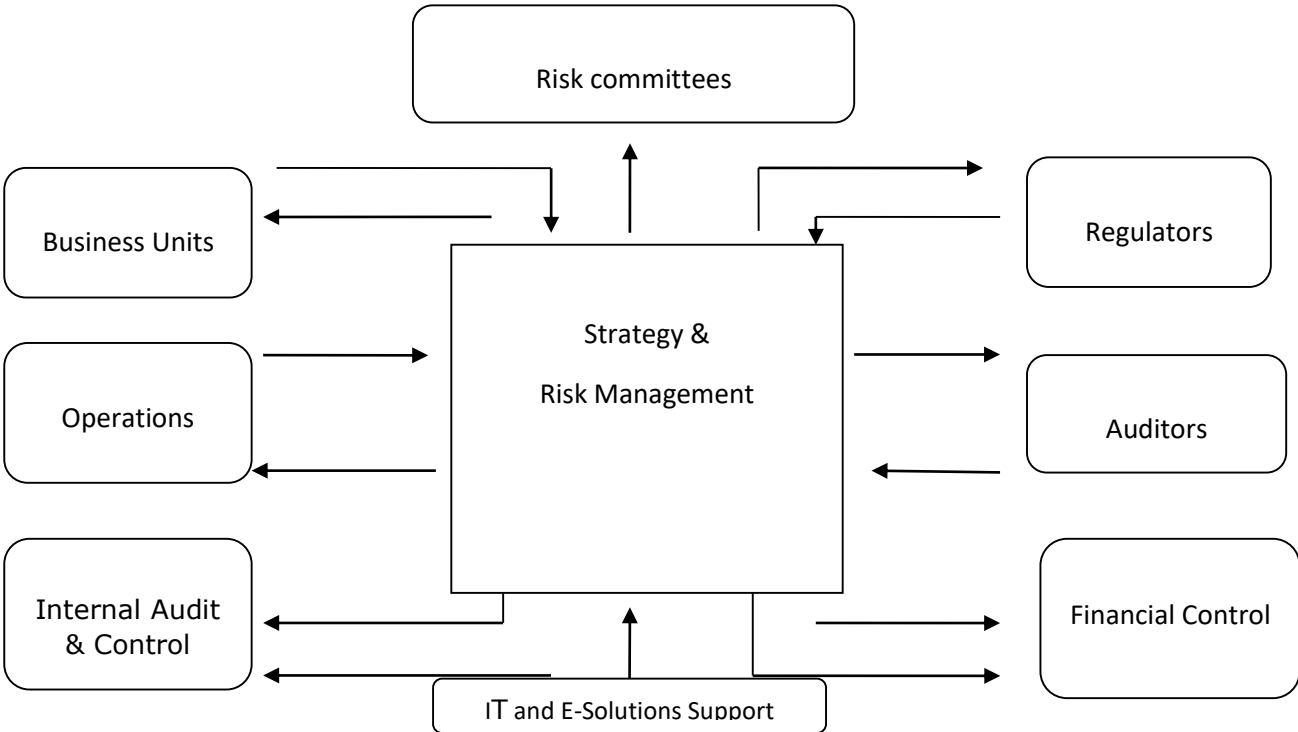 Risk committees
Business Units
Regulators
Strategy &
Risk Management
Operations
Auditors
Internal Audit
& Control
Financial Control
IT and E-Solutions Support